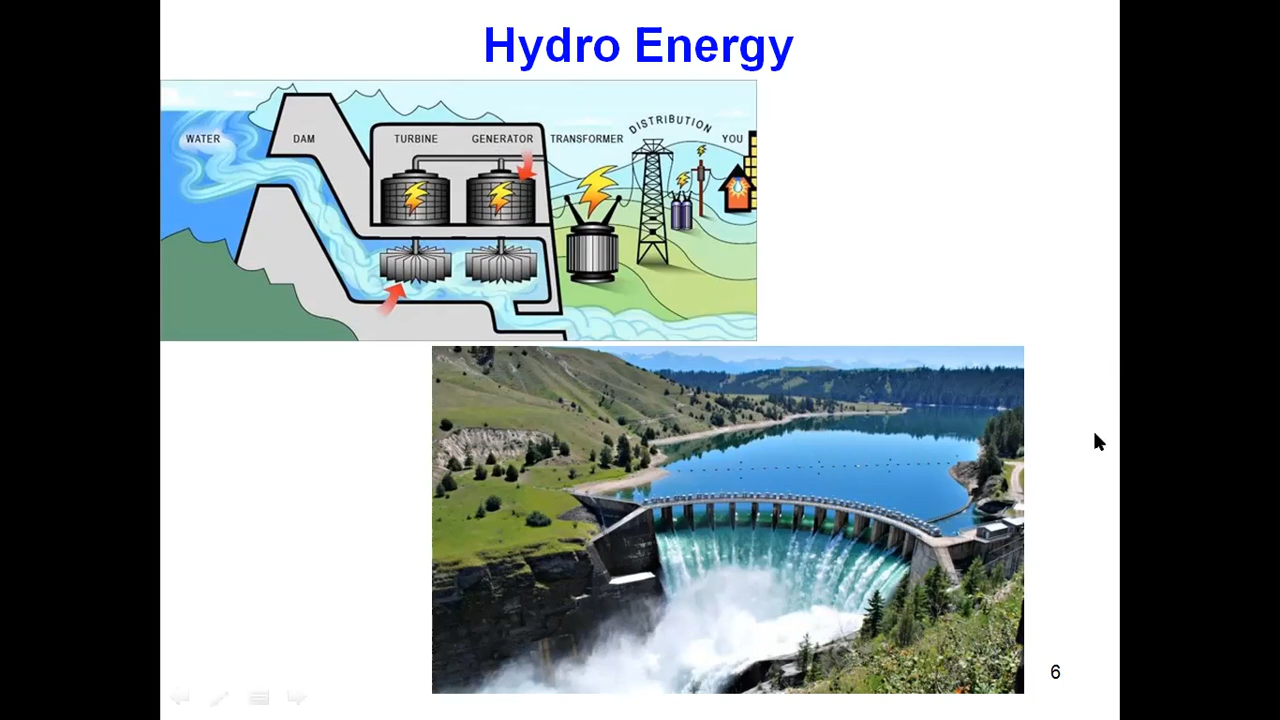 Hydro Energy
DISTRIBUTION
WATER DAM TURBINE GENERATOR TRANSFORMER YOU
6